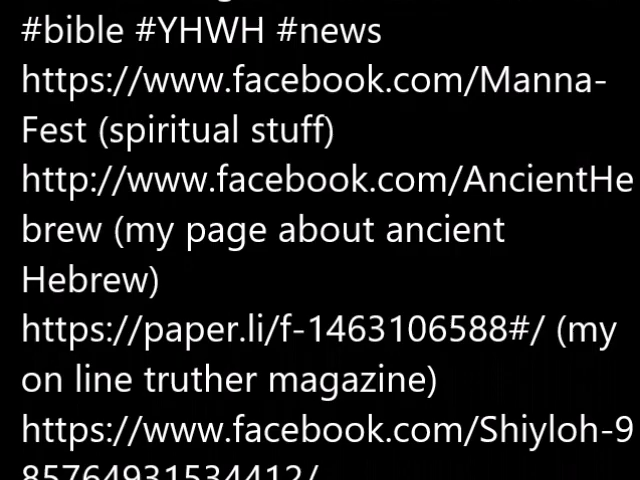 #bible #YHWH #news
https://www.facebook.com/Manna-
Fest (spiritual stuff)
http://www.facebook.com/AncientHe
brew (my page about ancient
Hebrew)
https://paper.li/f-1463106588#/ (my
on line truther magazine)
https://www.facebook.com/Shiyloh-9
85764931534412/